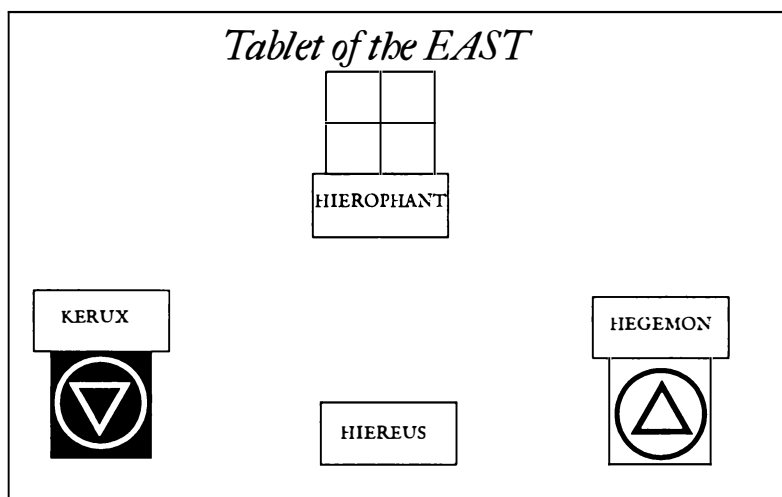 Tablet of the EAST
HIEROPHANT
KERUX
HEGEMON
HIEREUS